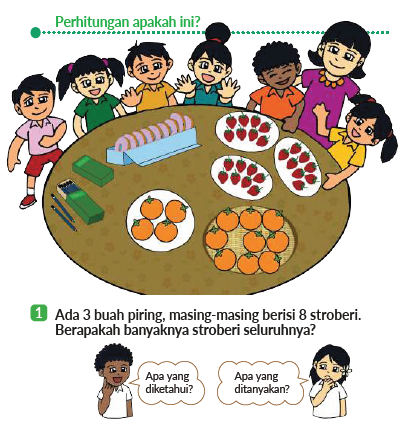 Perhitungan apakah ini?
1 Ada 3 buah piring, masing-masing berisi 8 stroberi.
Berapakah banyaknya stroberi seluruhnya?
Apa yang
diketahui?
Apa yang
ditanyakan?